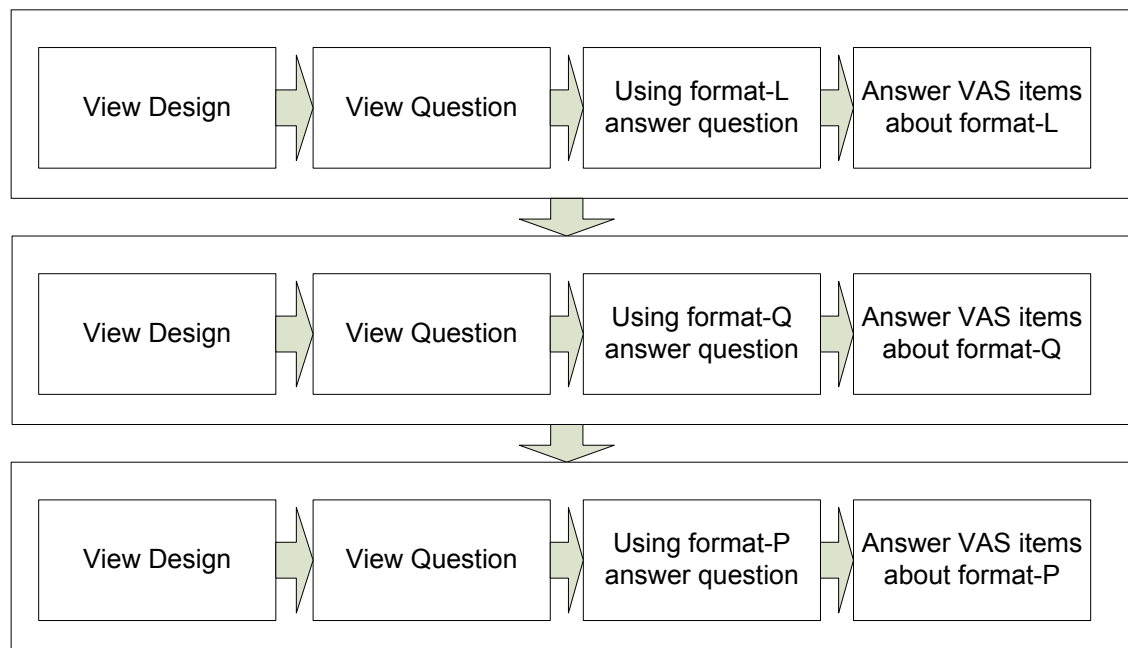 View Design
View Question
Using format-L
answer question
Answer VAS items
about format-L
View Design
View Question
Using format-Q
answer question
Answer VAS items
about format-Q
View Design
View Question
Using format-P
answer question
Answer VAS items
about format-P